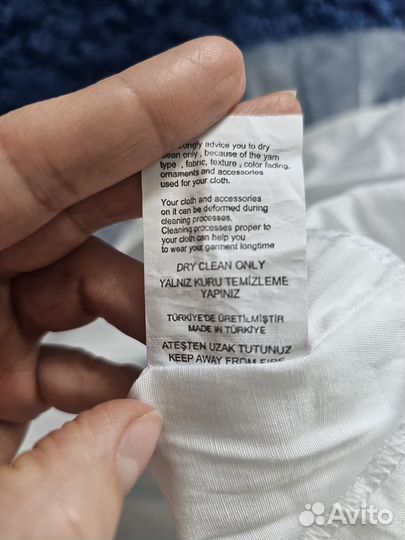 ongly advice you to dry
ean only , because of the yarn
type , fabric, texture , color fading,
ornaments and accessories
used for your cloth.
Your cloth and accessories
on it can be deformed during
cleaning processes.
Cleaning processes proper to
your cloth can help you
to wear your garment longtime
DRY CLEAN ONLY
YALNIZ KURU TEMİZLEME
YAPINIZ
TÜRKİYE'DE ÜRETİLMİŞTİR
MADE IN TÜRKİYE
ATEŞTEN UZAK TUTUNUZ
KEEP AWAY FROM FIRE
Avito